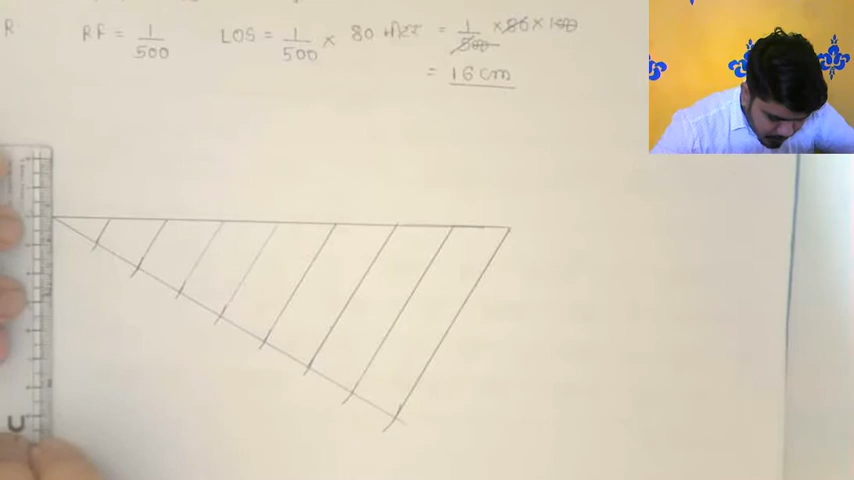 R RF = 1/500 LOS = 1/500 × 80 मीटर = 1/500 × 80 × 100
= 16 cm